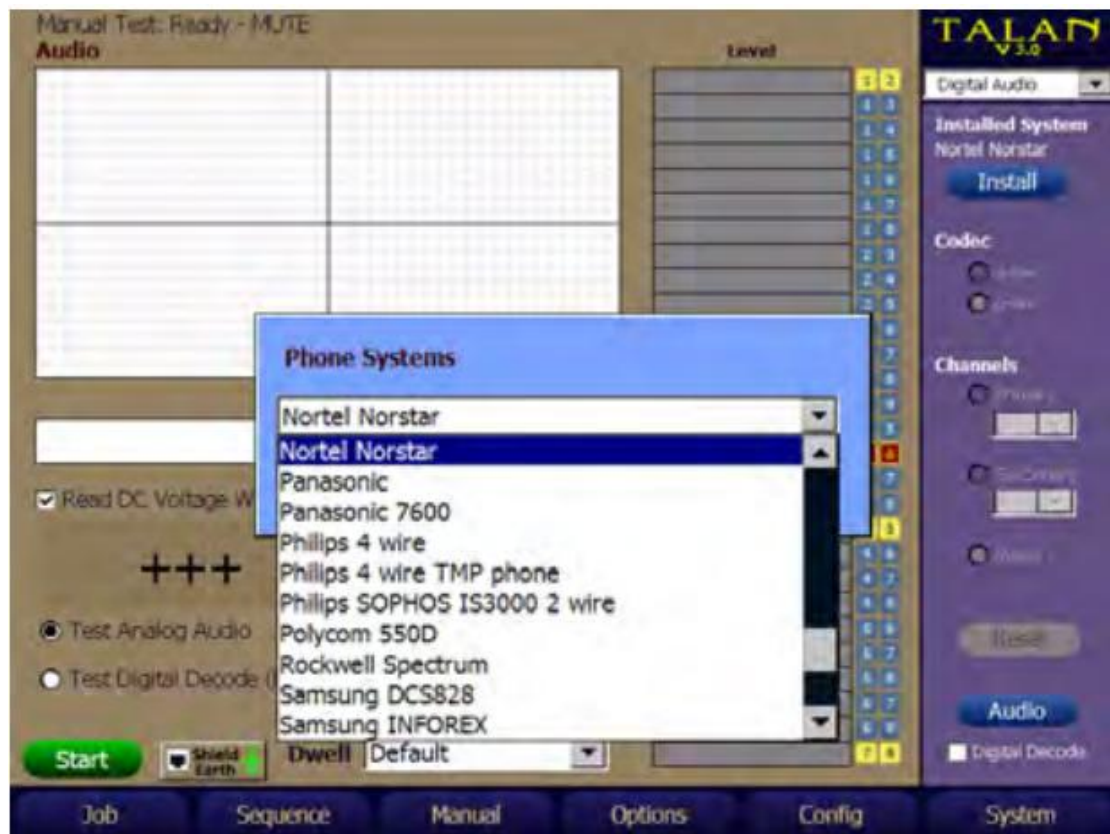 Manual Test: Ready - MUTE
Audio
Level
TALAN
V 3.0
Digital Audio
Installed System
Nortel Norstar
Install
Codec
Channels
Phone Systems
Nortel Norstar
Nortel Norstar
Panasonic
Panasonic 7600
Philips 4 wire
Philips 4 wire TMP phone
Philips SOPHOS IS3000 2 wire
Polycom 550D
Rockwell Spectrum
Samsung DCS828
Samsung INFOREX
Read DC Voltage
+++
Test Analog Audio
Test Digital Decode
Reset
Audio
Digital Decode
Start
Shield
Earth
Dwell
Default
Job
Sequence
Manual
Options
Config
System